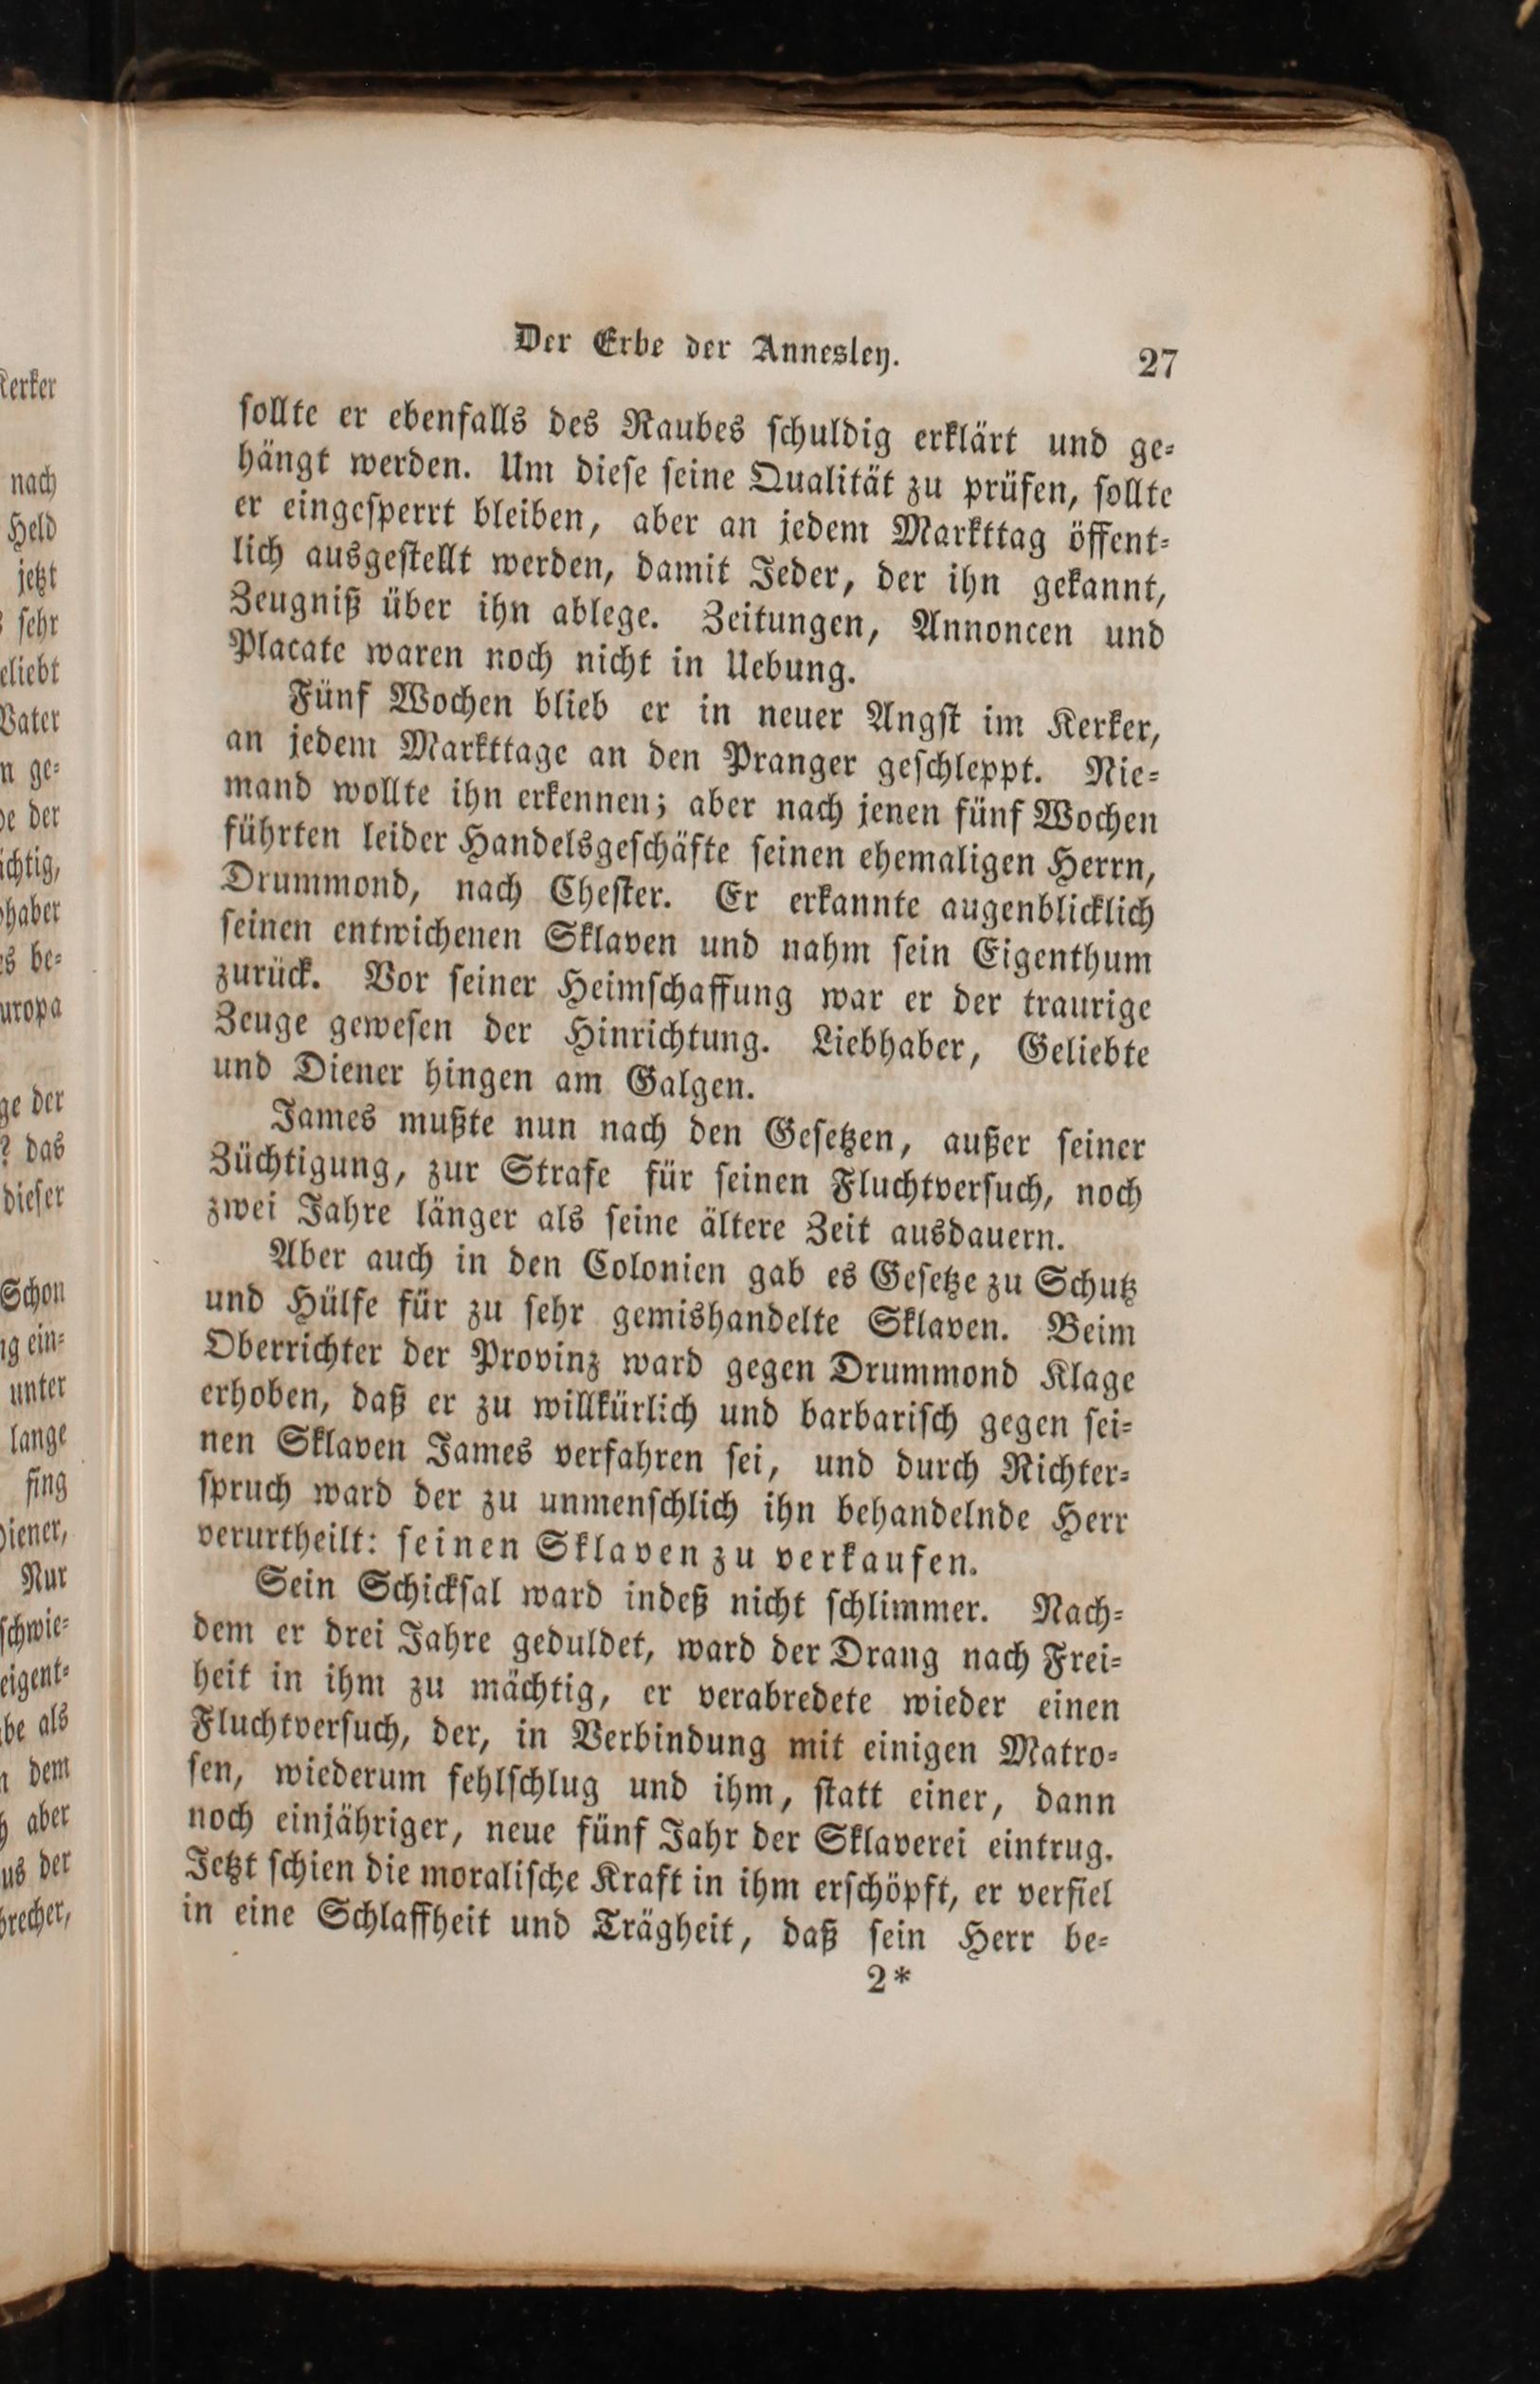 Der Erbe der Annesley. 27
sollte er ebenfalls des Raubes schuldig erklärt und ge-
hängt werden. Um diese seine Qualität zu prüfen, sollte
er eingesperrt bleiben, aber an jedem Markttag öffent-
lich ausgestellt werden, damit Jeder, der ihn gekannt,
Zeugniß über ihn ablege. Zeitungen, Annoncen und
Placate waren noch nicht in Uebung.
Fünf Wochen blieb er in neuer Angst im Kerker,
an jedem Markttage an den Pranger geschleppt. Nie-
mand wollte ihn erkennen; aber nach jenen fünf Wochen
führten leider Handelsgeschäfte seinen ehemaligen Herrn,
Drummond, nach Chester. Er erkannte augenblicklich
seinen entwichenen Sklaven und nahm sein Eigenthum
zurück. Vor seiner Heimschaffung war er der traurige
Zeuge gewesen der Hinrichtung. Liebhaber, Geliebte
und Diener hingen am Galgen.
James mußte nun nach den Gesetzen, außer seiner
Züchtigung, zur Strafe für seinen Fluchtversuch, noch
zwei Jahre länger als seine ältere Zeit ausdauern.
Aber auch in den Colonien gab es Gesetze zu Schutz
und Hülfe für zu sehr gemishandelte Sklaven. Beim
Oberrichter der Provinz ward gegen Drummond Klage
erhoben, daß er zu willkürlich und barbarisch gegen sei-
nen Sklaven James verfahren sei, und durch Richter-
spruch ward der zu unmenschlich ihn behandelnde Herr
verurtheilt: seinen Sklaven zu verkaufen.
Sein Schicksal ward indeß nicht schlimmer. Nach-
dem er drei Jahre geduldet, ward der Drang nach Frei-
heit in ihm zu mächtig, er verabredete wieder einen
Fluchtversuch, der, in Verbindung mit einigen Matro-
sen, wiederum fehlschlug und ihm, statt einer, dann
noch einjähriger, neue fünf Jahr der Sklaverei eintrug.
Jetzt schien die moralische Kraft in ihm erschöpft, er verfiel
in eine Schlaffheit und Trägheit, daß sein Herr be-
2*